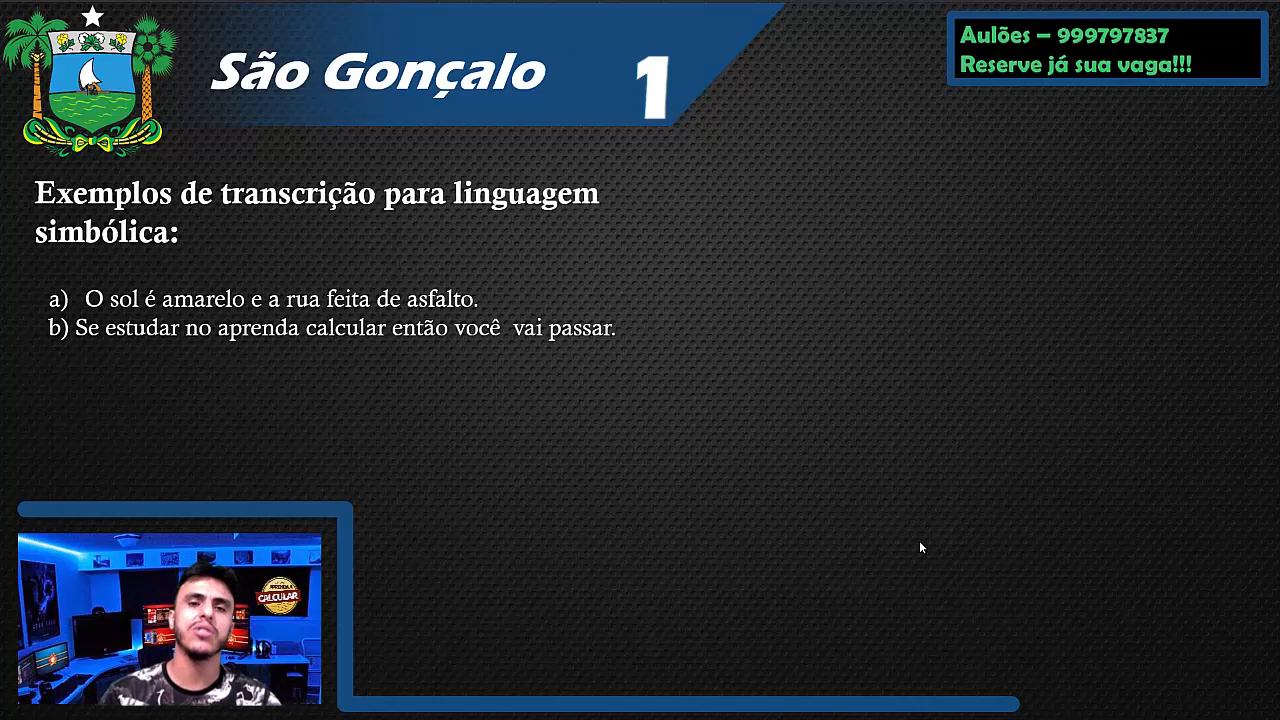 São Gonçalo
1
Aulões – 999797837
Reserve já sua vaga!!!
Exemplos de transcrição para linguagem
simbólica:
a) O sol é amarelo e a rua feita de asfalto.
b) Se estudar no aprenda calcular então você vai passar.
CALCULAR